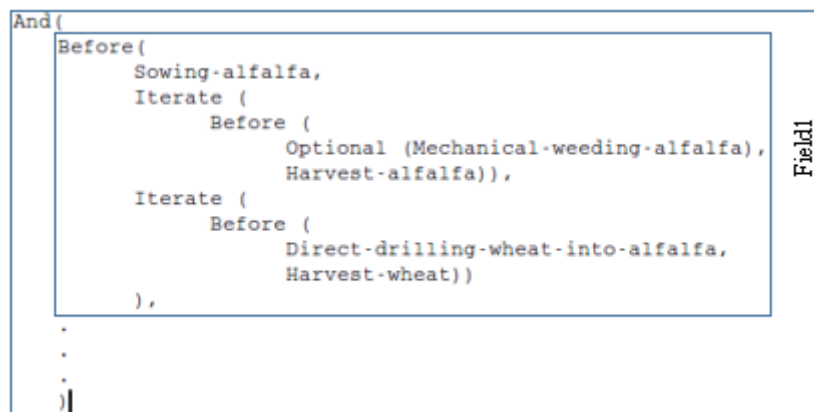 And(
Before(
Sowing-alfalfa,
Iterate (
Before (
Optional (Mechanical-weeding-alfalfa),
Harvest-alfalfa)),
Iterate (
Before (
Direct-drilling-wheat-into-alfalfa,
Harvest-wheat))
),
.
.
.
)
Field1